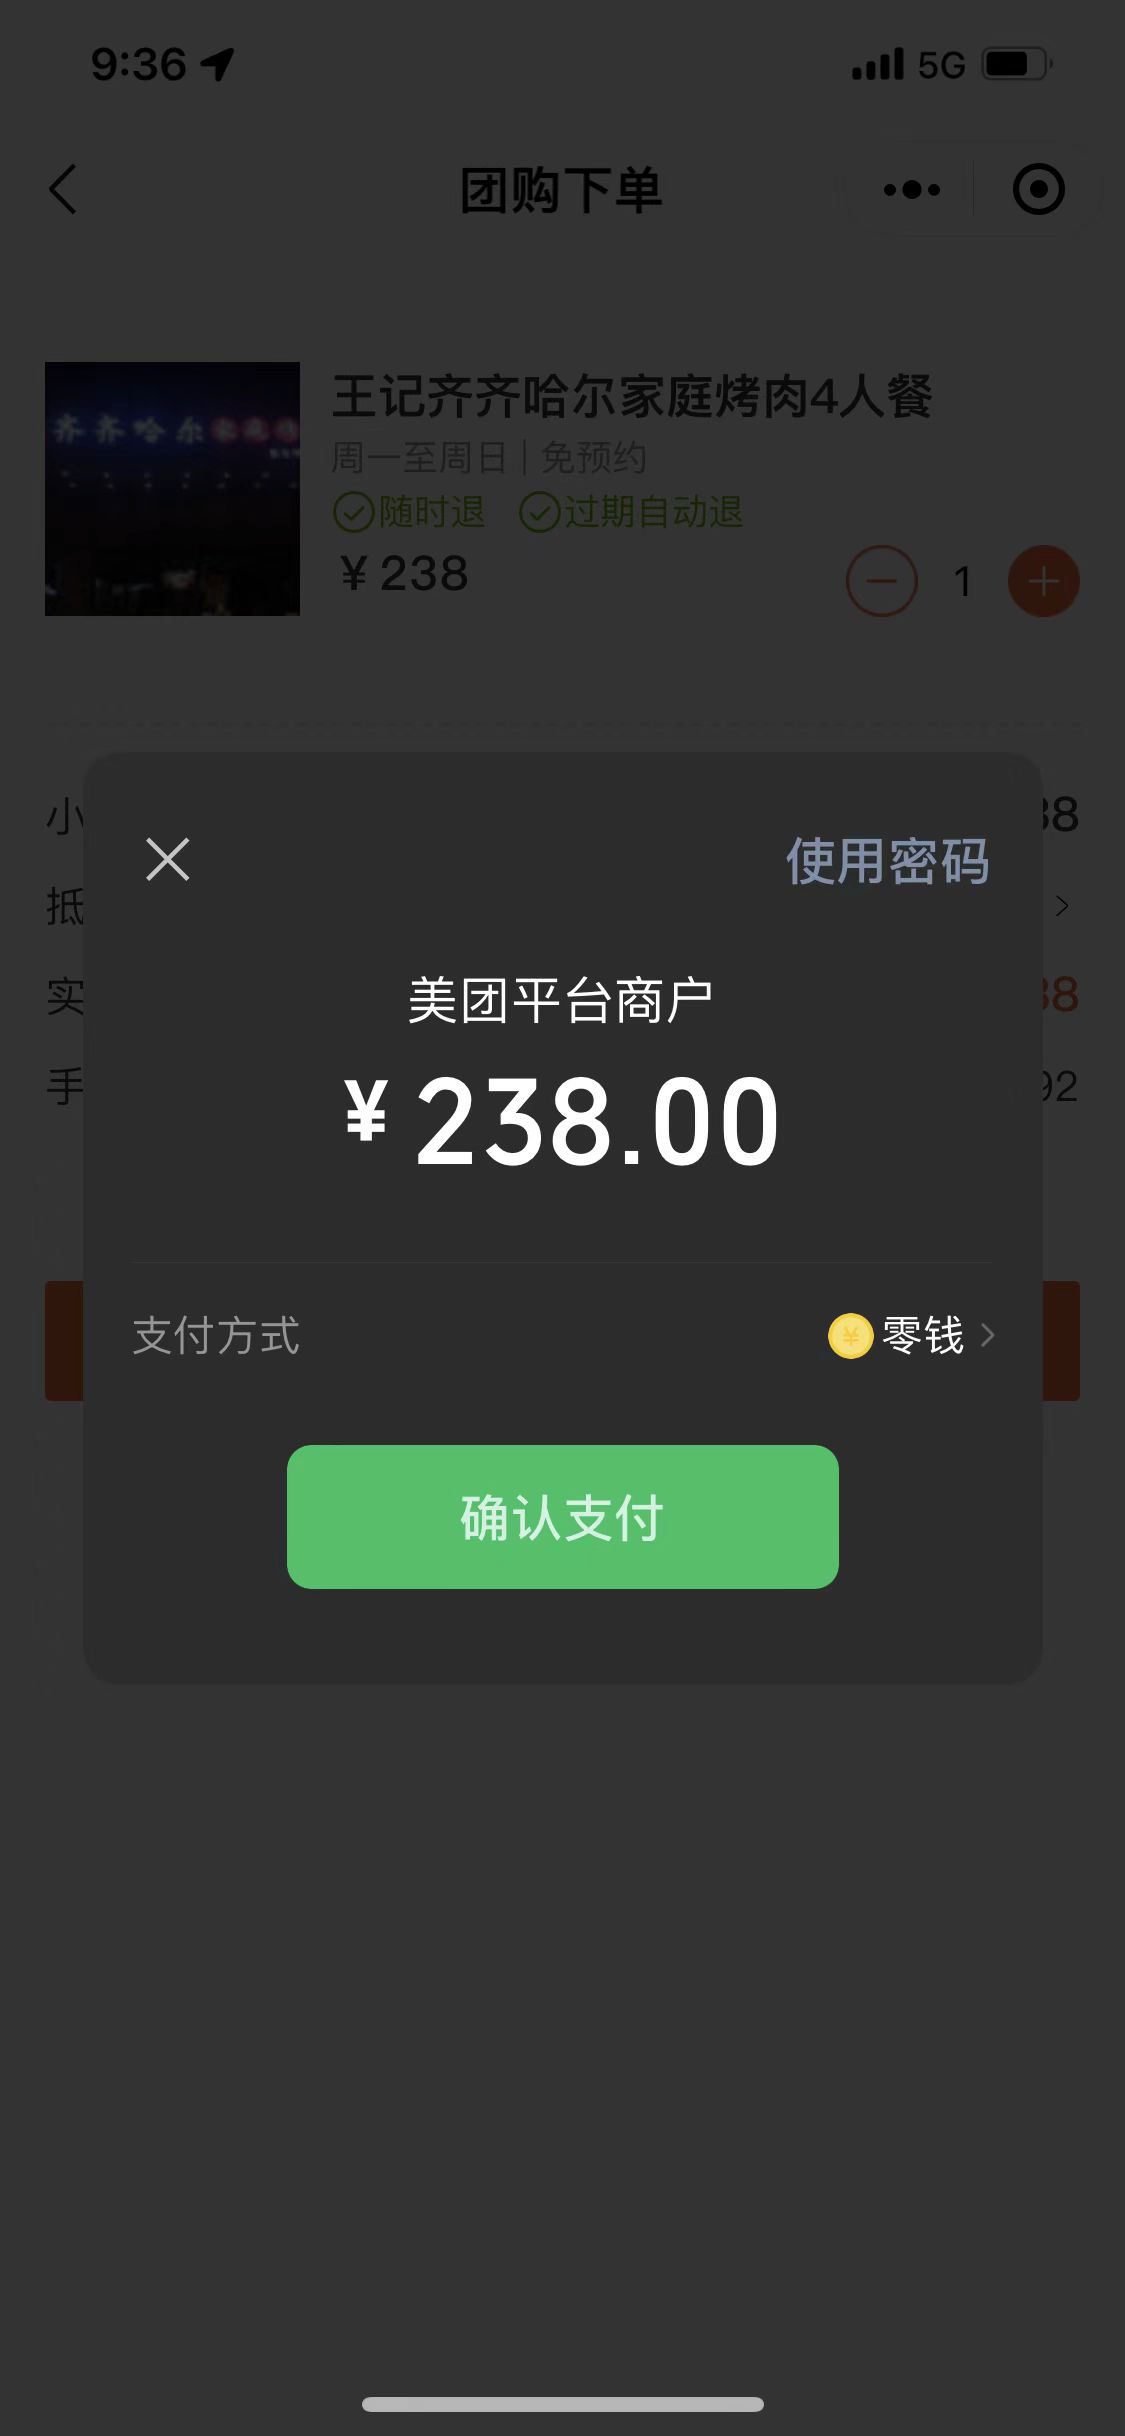 9:36
5G
团购下单
齐齐哈尔家庭
王记齐齐哈尔家庭烤肉4人餐
周一至周日 | 免预约
随时退 过期自动退
¥238
1
小
38
抵
实
38
手
92
使用密码
美团平台商户
¥238.00
支付方式
零钱
确认支付